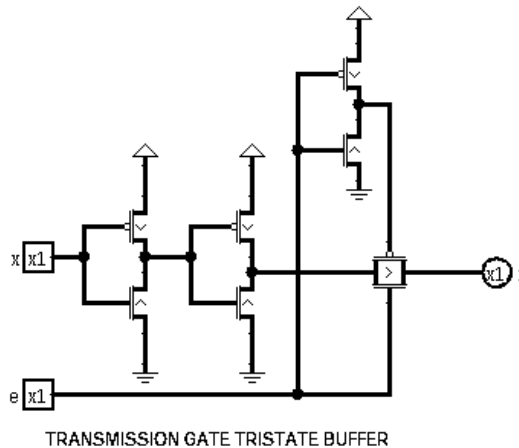 x x1
x1
e x1
TRANSMISSION GATE TRISTATE BUFFER